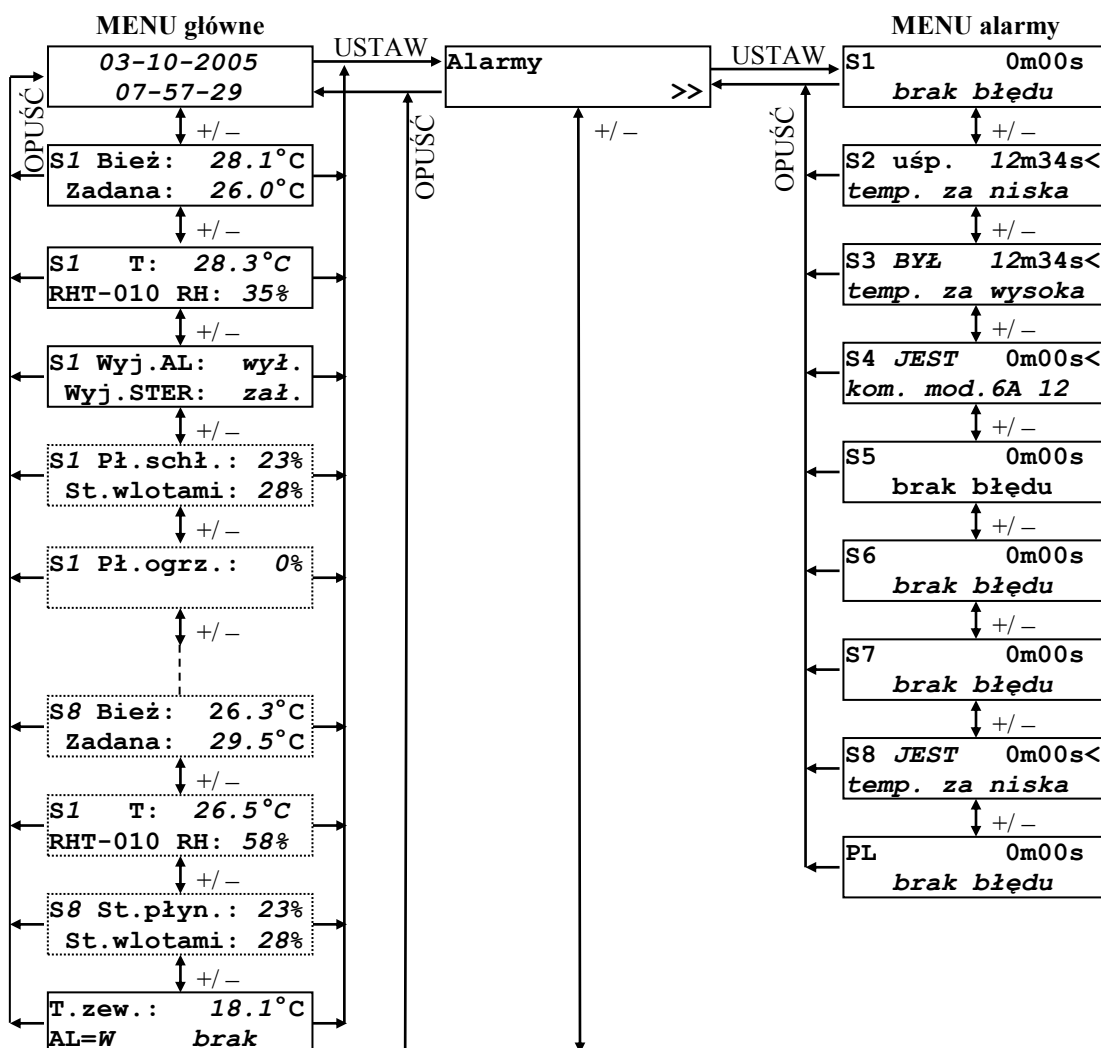 MENU główne
03-10-2005
07-57-29
OPUŚĆ
+/ –
S1 Bież: 28.1°C
Zadana: 26.0°C
+/ –
S1 T: 28.3°C
RHT-010 RH: 35%
+/ –
S1 Wyj.AL: wył.
Wyj.STER: zał.
+/ –
S1 Pł.schł.: 23%
St.wlotami: 28%
+/ –
S1 Pł.ogrz.: 0%
+/ –
S8 Bież: 26.3°C
Zadana: 29.5°C
+/ –
S1 T: 26.5°C
RHT-010 RH: 58%
+/ –
S8 St.płyn.: 23%
St.wlotami: 28%
+/ –
T.zew.: 18.1°C
AL=W brak
USTAW
OPUŚĆ
Alarmy
>>
+/ –
USTAW
OPUŚĆ
MENU alarmy
S1 0m00s
brak błędu
+/ –
S2 uśp. 12m34s<
temp. za niska
+/ –
S3 BYŁ 12m34s<
temp. za wysoka
+/ –
S4 JEST 0m00s<
kom. mod.6A 12
+/ –
S5 0m00s
brak błędu
+/ –
S6 0m00s
brak błędu
+/ –
S7 0m00s
brak błędu
+/ –
S8 JEST 0m00s<
temp. za niska
+/ –
PL 0m00s
brak błędu